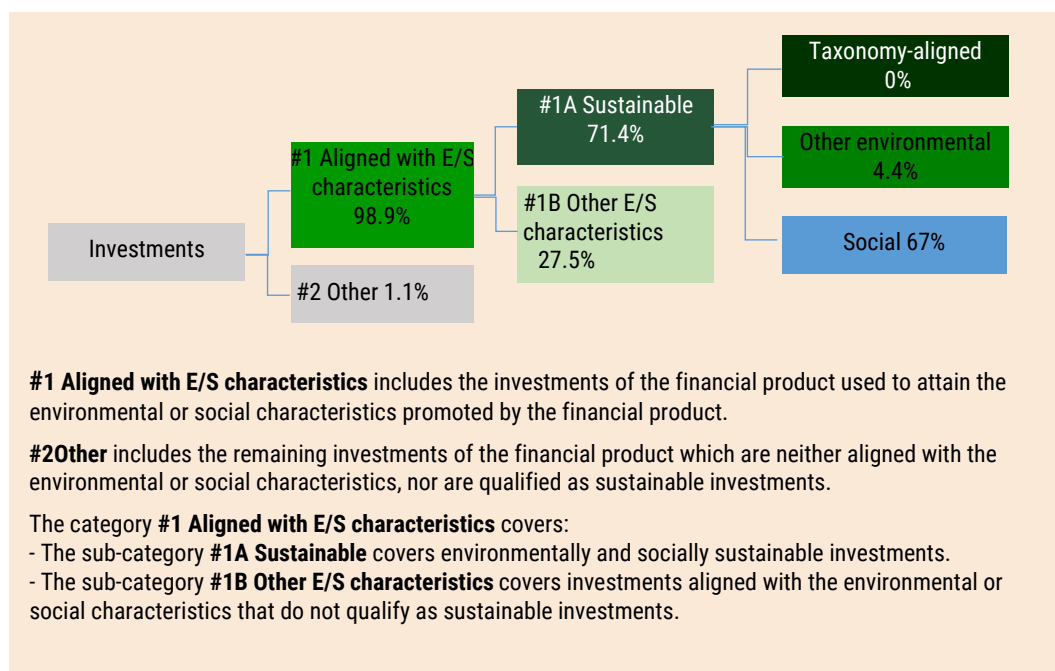 Taxonomy-aligned
0%
#1A Sustainable
71.4%
Other environmental
4.4%
#1 Aligned with E/S
characteristics
98.9%
#1B Other E/S
characteristics
27.5%
Social 67%
Investments
#2 Other 1.1%
#1 Aligned with E/S characteristics includes the investments of the financial product used to attain the
environmental or social characteristics promoted by the financial product.
#2Other includes the remaining investments of the financial product which are neither aligned with the
environmental or social characteristics, nor are qualified as sustainable investments.
The category #1 Aligned with E/S characteristics covers:
- The sub-category #1A Sustainable covers environmentally and socially sustainable investments.
- The sub-category #1B Other E/S characteristics covers investments aligned with the environmental or
social characteristics that do not qualify as sustainable investments.